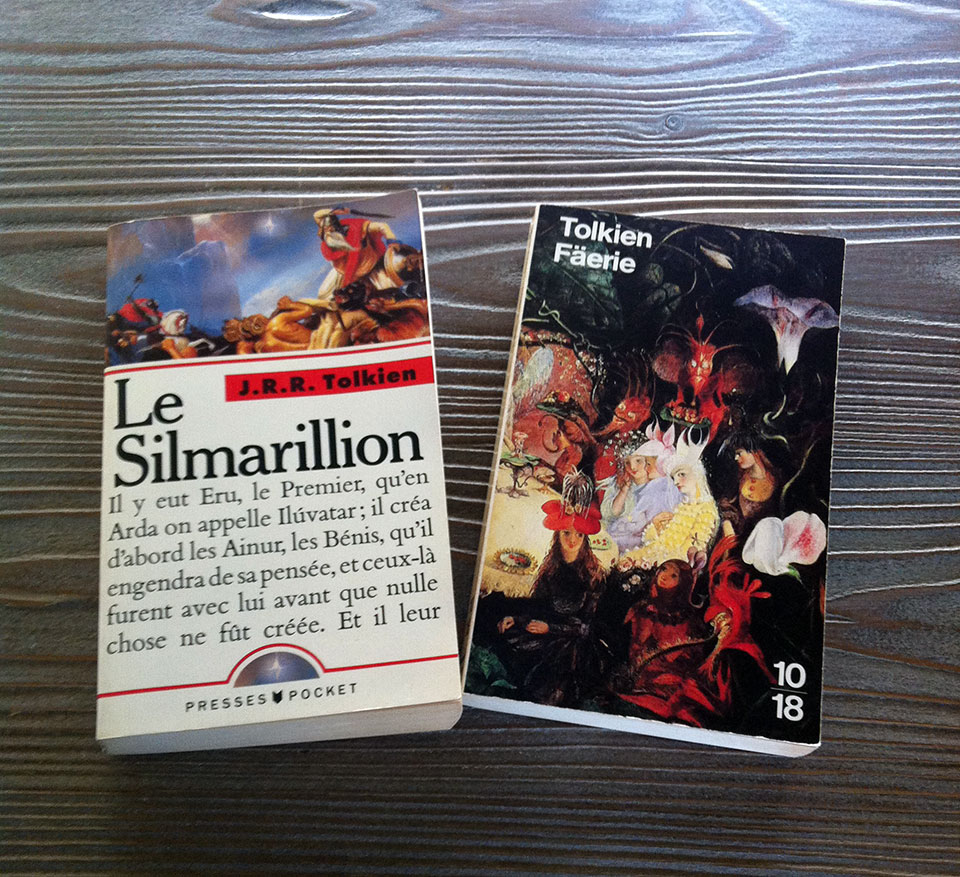 J.R.R. Tolkien
Le
Silmarillion
Il y eut Eru, le Premier, qu'en
Arda on appelle Ilúvatar ; il créa
d'abord les Ainur, les Bénis, qu'il
engendra de sa pensée, et ceux-là
furent avec lui avant que nulle
chose ne fût créée. Et il leur
PRESSES POCKET
Tolkien
Fäerie
10
18